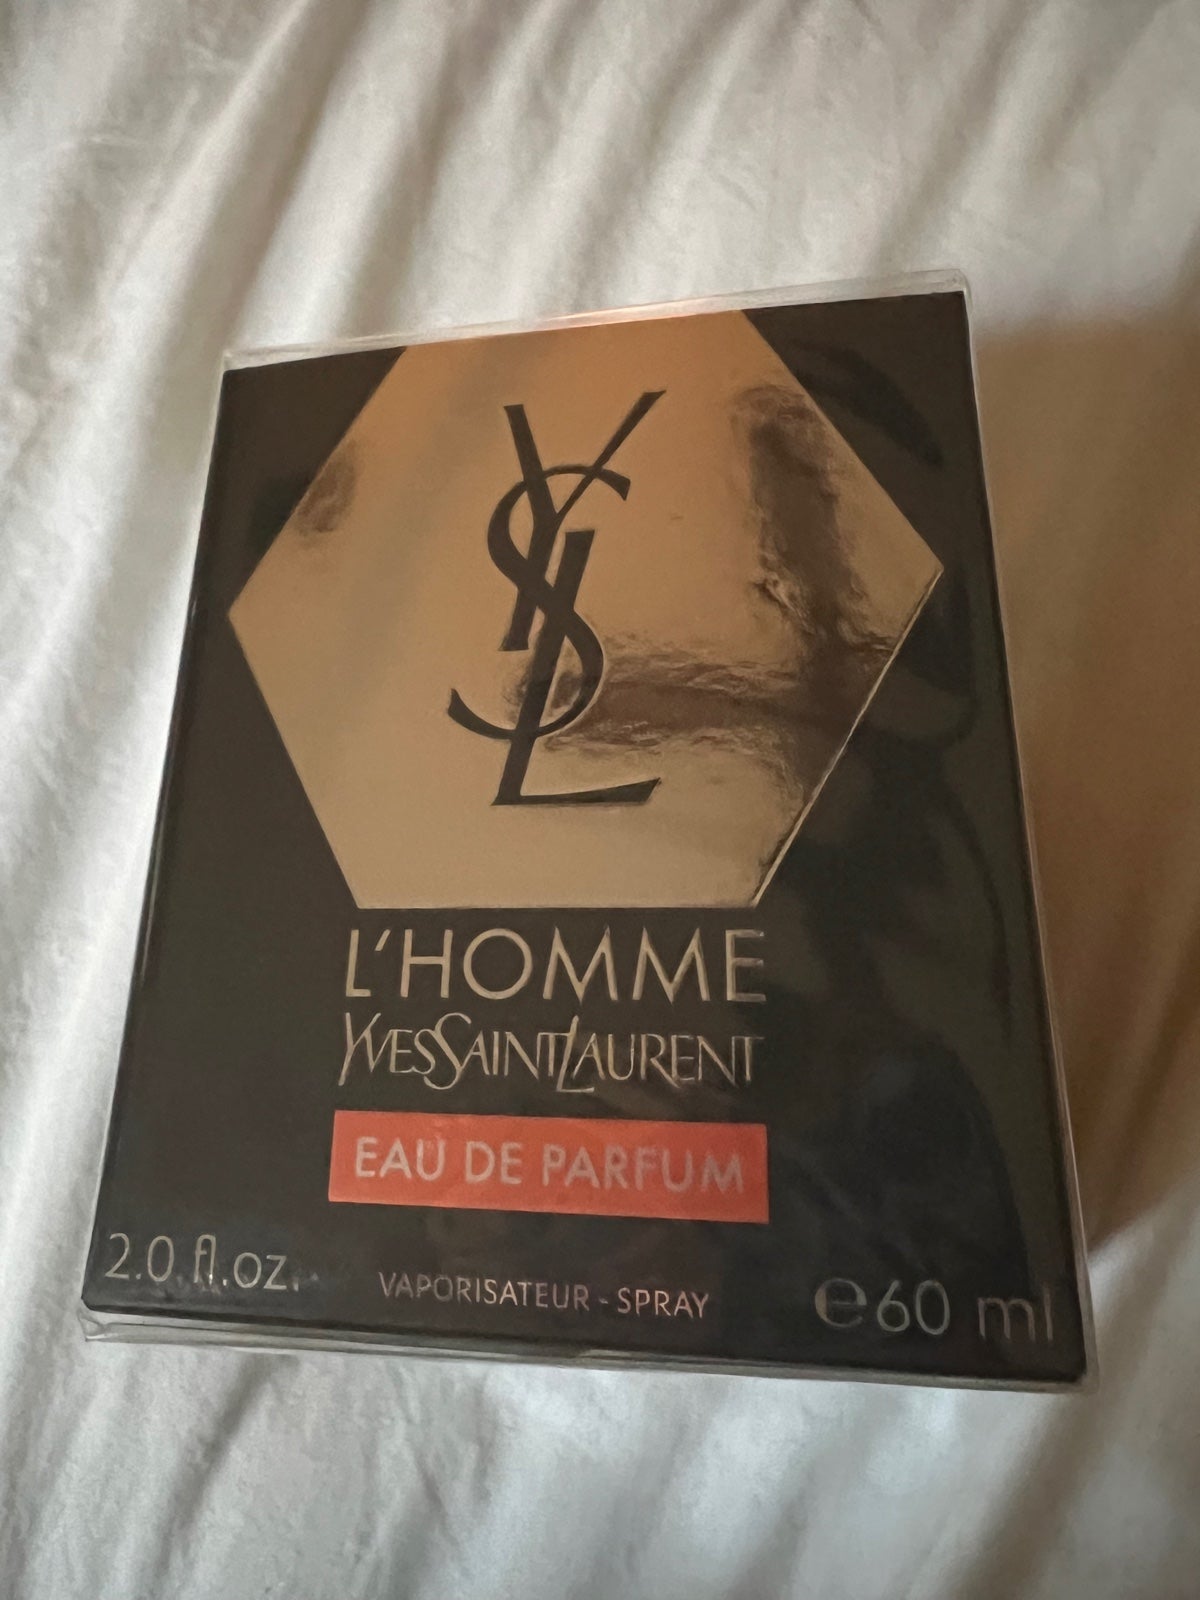 YSL
L'HOMME
YVESSAINTLAURENT
EAU DE PARFUM
2.0 fl.oz.
VAPORISATEUR - SPRAY
℮60 ml